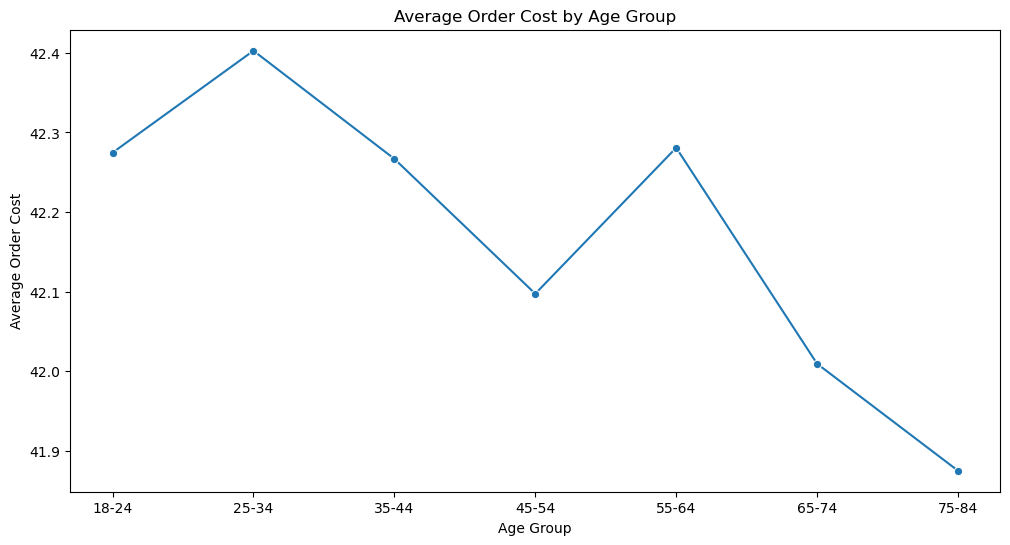 Average Order Cost by Age Group
42.4
42.3
42.2
42.1
42.0
41.9
Average Order Cost
18-24 25-34 35-44 45-54 55-64 65-74 75-84
Age Group